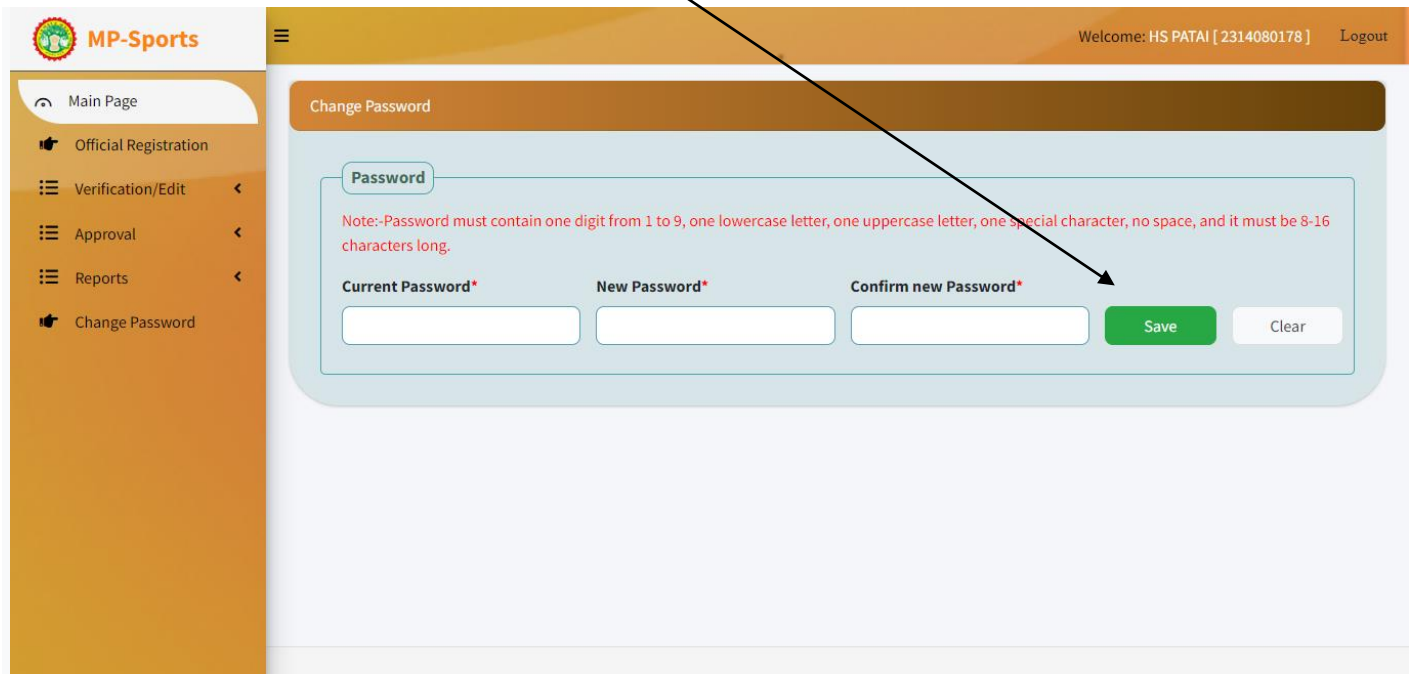 MP-Sports
Welcome: HS PATAI [ 2314080178 ] Logout
Main Page
Official Registration
Verification/Edit
Approval
Reports
Change Password
Change Password
Password
Note:-Password must contain one digit from 1 to 9, one lowercase letter, one uppercase letter, one special character, no space, and it must be 8-16
characters long.
Current Password* New Password* Confirm new Password*
Save Clear